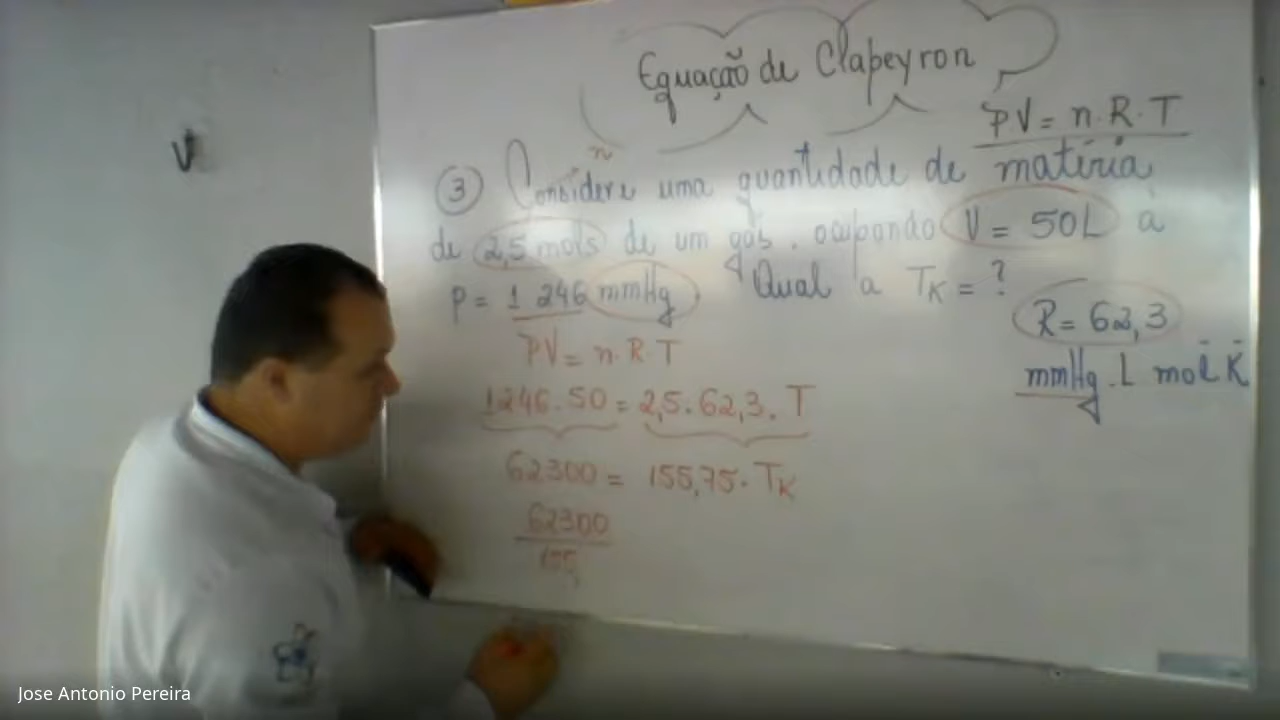 Equação de Clapeyron
PV = n.R.T
n
③ Considere uma quantidade de matéria
de 2,5 mols de um gás, ocupando V = 50L à
P = 1 246 mmHg Qual a TK = ?
R = 62,3
mmHg . L mol K
PV = n.R.T
1246.50 = 2,5.62,3.T
62300 = 155,75.TK
62300
155,
V
Jose Antonio Pereira